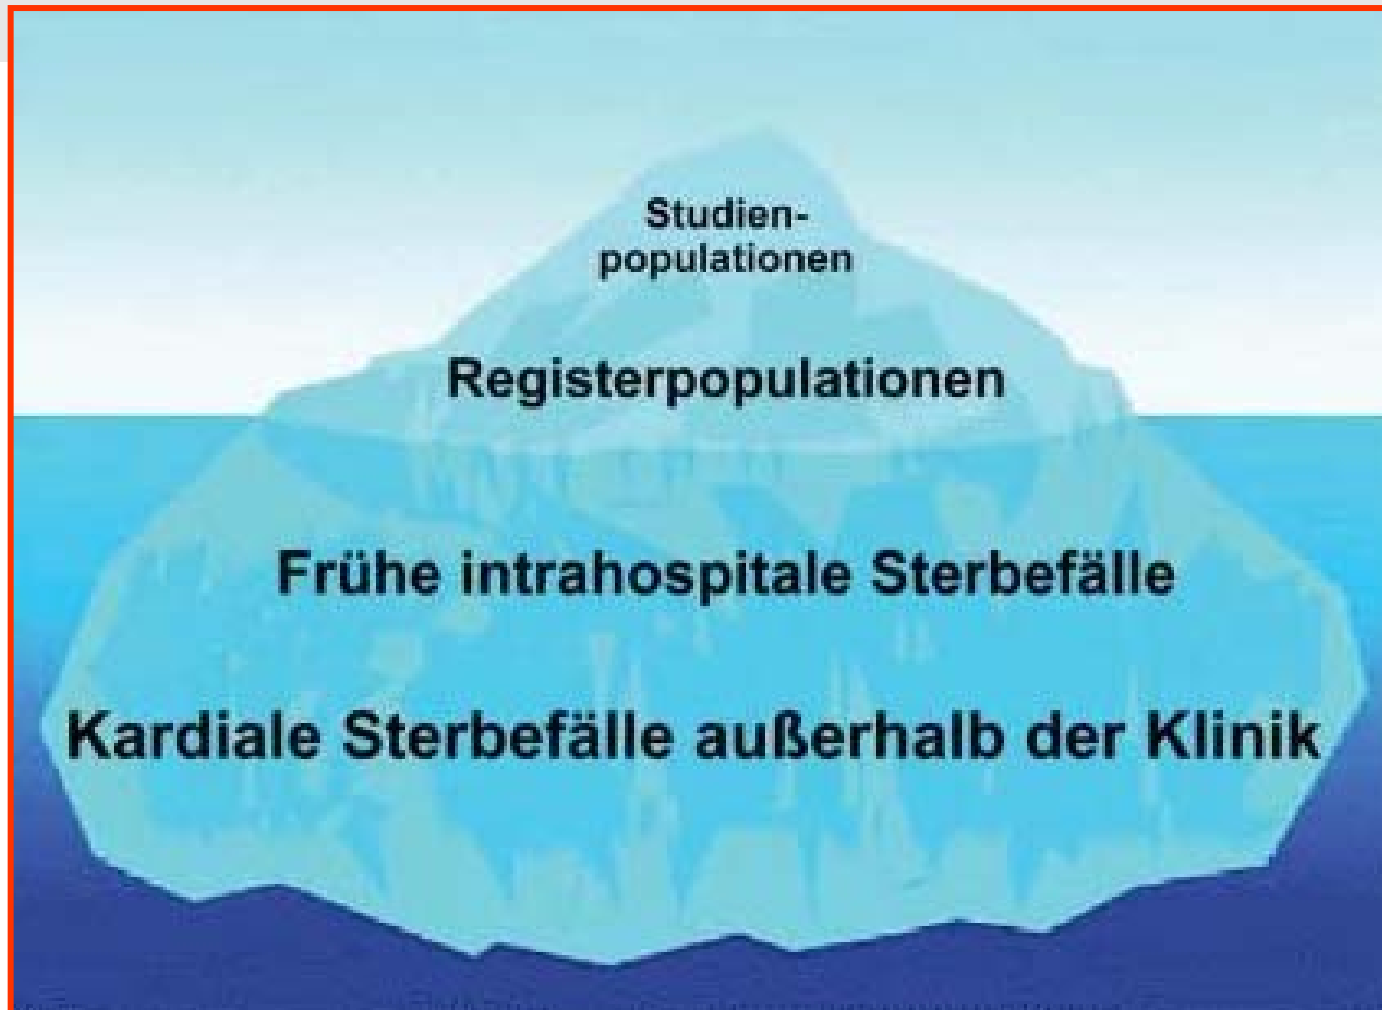 Studien-
populationen
Registerpopulationen
Frühe intrahospitale Sterbefälle
Kardiale Sterbefälle außerhalb der Klinik